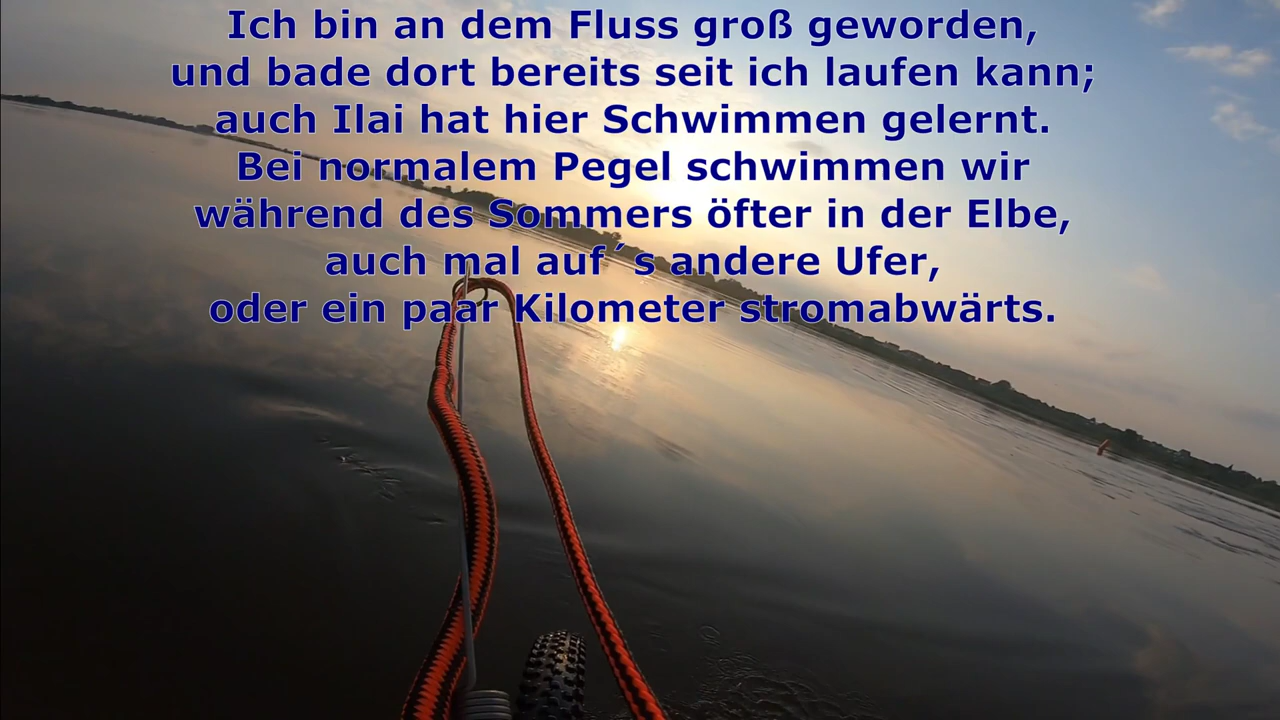 Ich bin an dem Fluss groß geworden,
und bade dort bereits seit ich laufen kann;
auch Ilai hat hier Schwimmen gelernt.
Bei normalem Pegel schwimmen wir
während des Sommers öfter in der Elbe,
auch mal auf´s andere Ufer,
oder ein paar Kilometer stromabwärts.